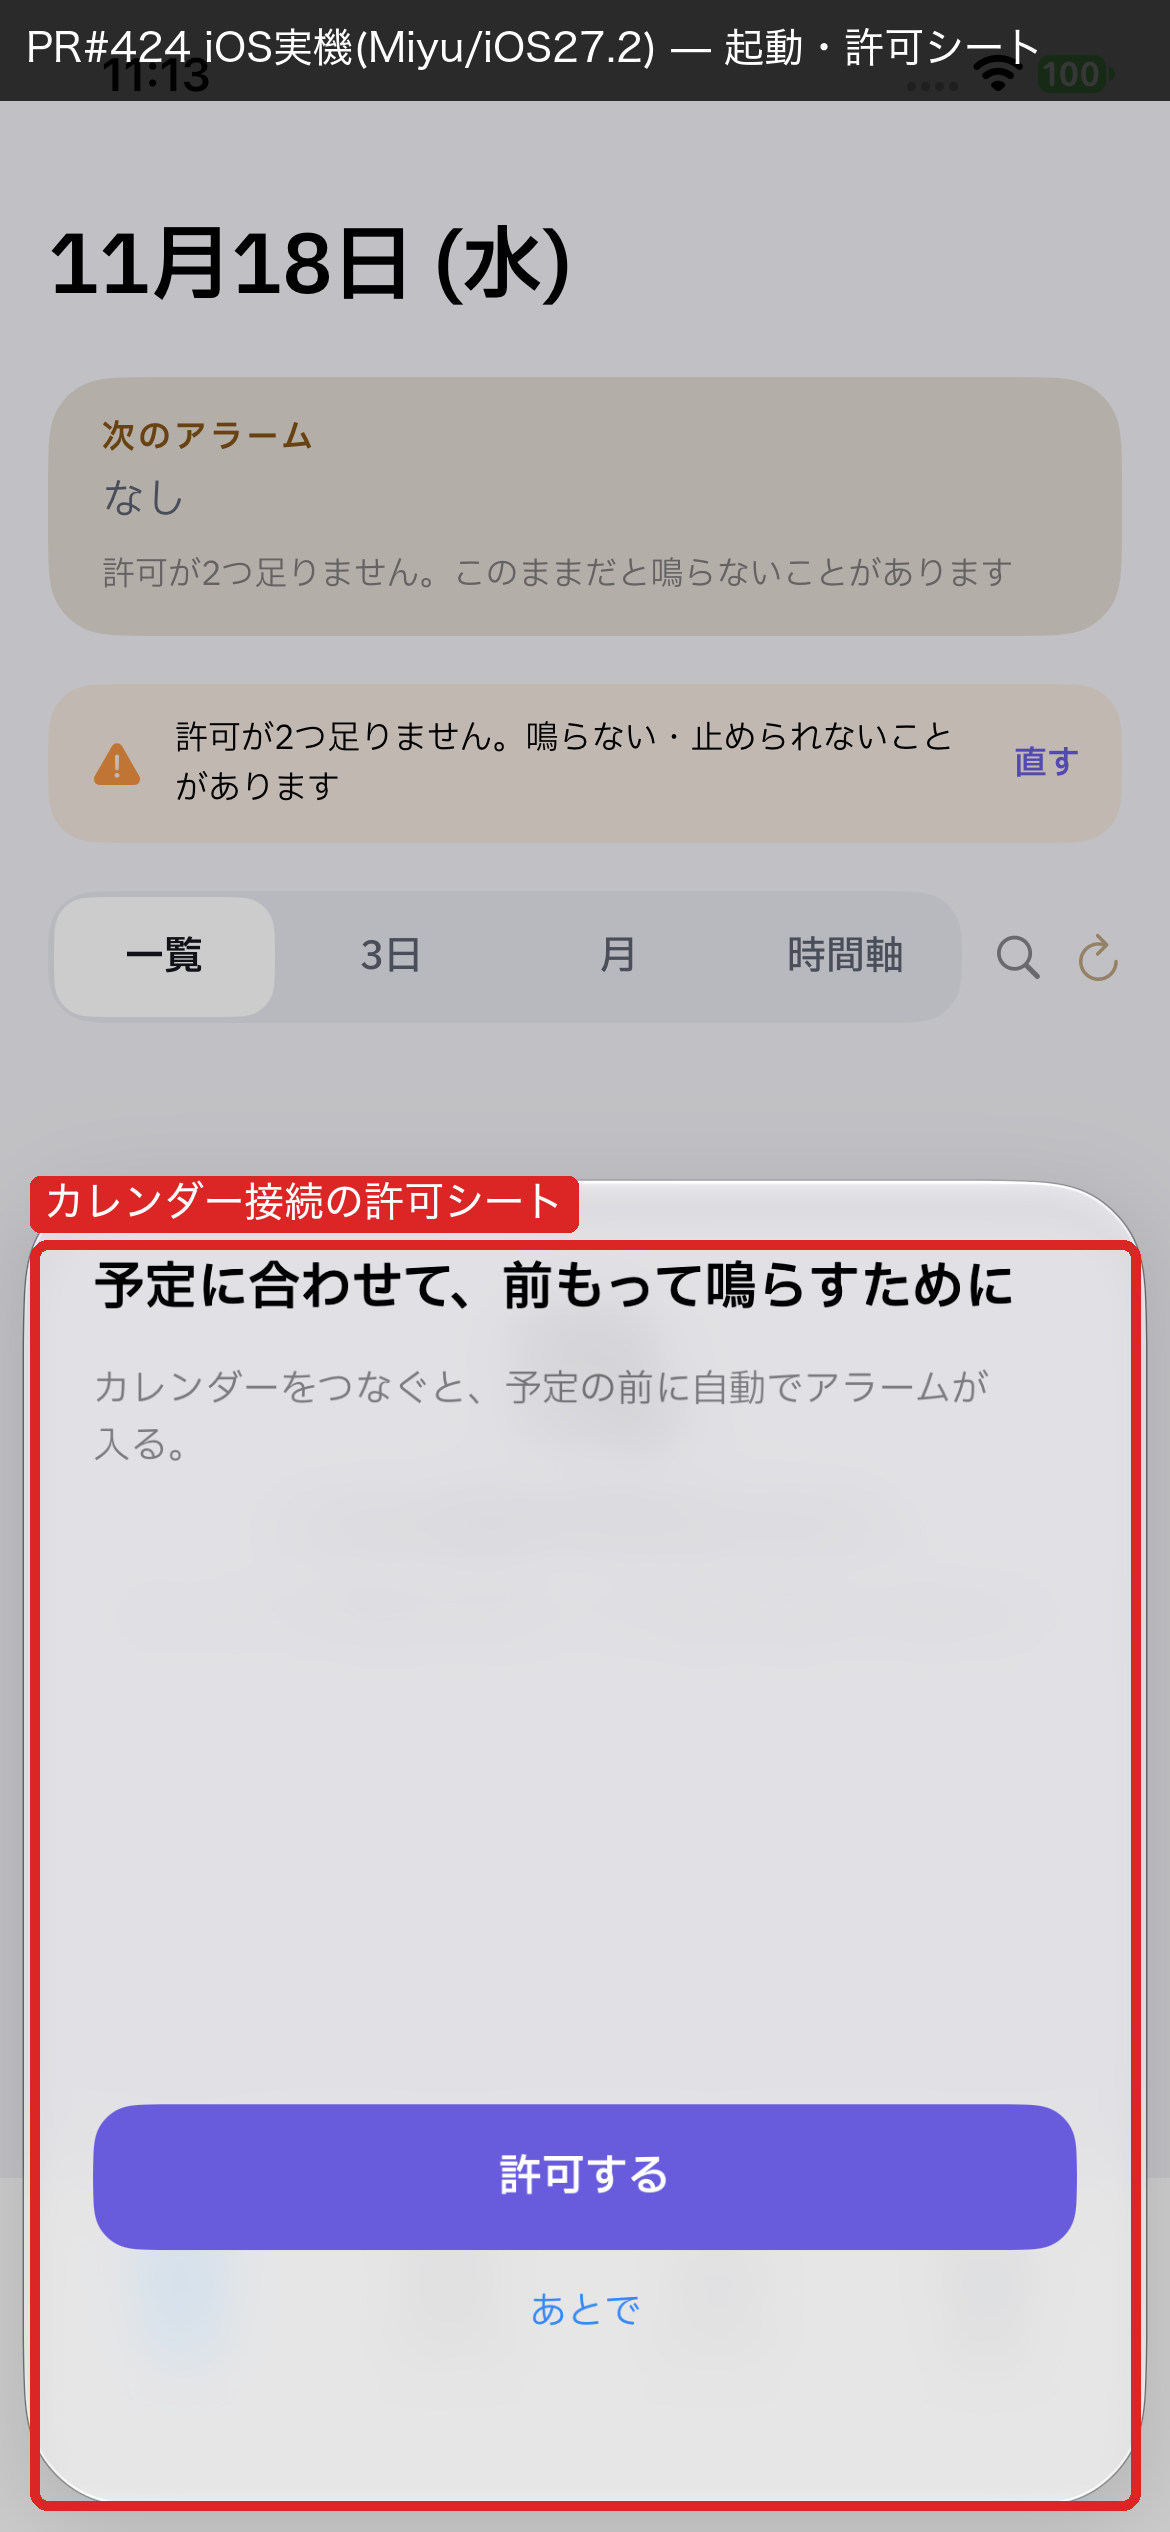 PR#424 iOS実機(Miyu/iOS27.2) — 起動・許可シート
11:13
100
11月18日 (水)
次のアラーム
なし
許可が2つ足りません。このままだと鳴らないことがあります
許可が2つ足りません。鳴らない・止められないこと
があります
直す
一覧
3日
月
時間軸
カレンダー接続の許可シート
予定に合わせて、前もって鳴らすために
カレンダーをつなぐと、予定の前に自動でアラームが
入る。
許可する
あとで